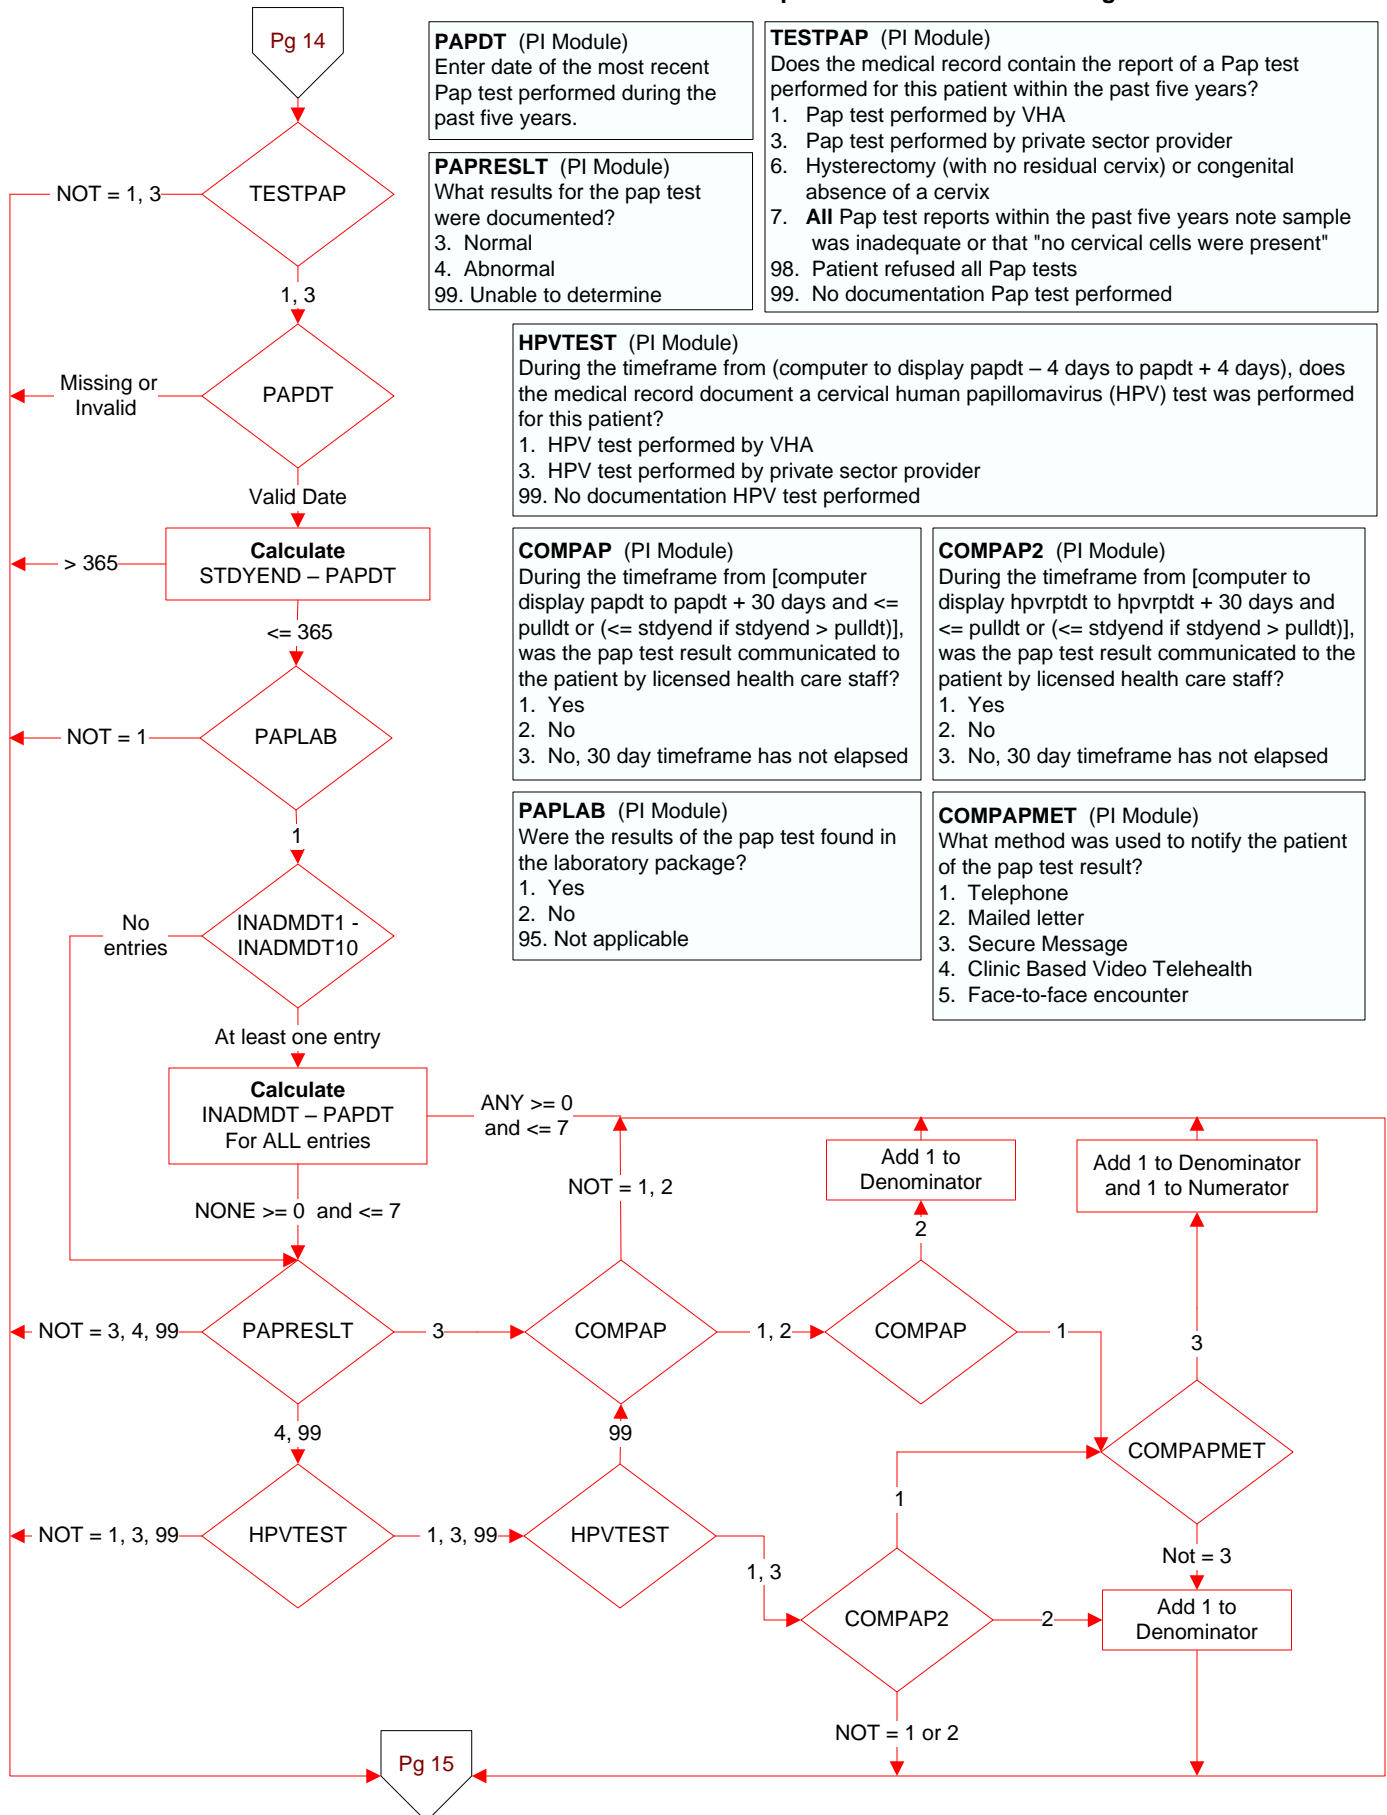 Pg 14
PAPDT (PI Module)
Enter date of the most recent
Pap test performed during the
past five years.
TESTPAP (PI Module)
Does the medical record contain the report of a Pap test
performed for this patient within the past five years?
1. Pap test performed by VHA
3. Pap test performed by private sector provider
6. Hysterectomy (with no residual cervix) or congenital
absence of a cervix
7. All Pap test reports within the past five years note sample
was inadequate or that "no cervical cells were present"
98. Patient refused all Pap tests
99. No documentation Pap test performed
PAPRESLT (PI Module)
What results for the pap test
were documented?
3. Normal
4. Abnormal
99. Unable to determine
NOT = 1, 3
TESTPAP
1, 3
HPVTEST (PI Module)
During the timeframe from (computer to display papdt – 4 days to papdt + 4 days), does
the medical record document a cervical human papillomavirus (HPV) test was performed
for this patient?
1. HPV test performed by VHA
3. HPV test performed by private sector provider
99. No documentation HPV test performed
Missing or
Invalid
PAPDT
Valid Date
Calculate
STDYEND – PAPDT
> 365
<= 365
COMPAP (PI Module)
During the timeframe from [computer
display papdt to papdt + 30 days and <=
pulldt or (<= stdyend if stdyend > pulldt)],
was the pap test result communicated to
the patient by licensed health care staff?
1. Yes
2. No
3. No, 30 day timeframe has not elapsed
COMPAP2 (PI Module)
During the timeframe from [computer to
display hpvrptdt to hpvrptdt + 30 days and
<= pulldt or (<= stdyend if stdyend > pulldt)],
was the pap test result communicated to the
patient by licensed health care staff?
1. Yes
2. No
3. No, 30 day timeframe has not elapsed
NOT = 1
PAPLAB
1
PAPLAB (PI Module)
Were the results of the pap test found in
the laboratory package?
1. Yes
2. No
95. Not applicable
COMPAPMET (PI Module)
What method was used to notify the patient
of the pap test result?
1. Telephone
2. Mailed letter
3. Secure Message
4. Clinic Based Video Telehealth
5. Face-to-face encounter
No
entries
INADMDT1 -
INADMDT10
At least one entry
Calculate
INADMDT – PAPDT
For ALL entries
ANY >= 0
and <= 7
NONE >= 0 and <= 7
NOT = 1, 2
Add 1 to
Denominator
Add 1 to Denominator
and 1 to Numerator
2
3
NOT = 3, 4, 99
PAPRESLT
3
COMPAP
1, 2
COMPAP
1
4, 99
99
COMPAPMET
1
NOT = 1, 3, 99
HPVTEST
1, 3, 99
HPVTEST
1, 3
Not = 3
COMPAP2
2
Add 1 to
Denominator
NOT = 1 or 2
Pg 15